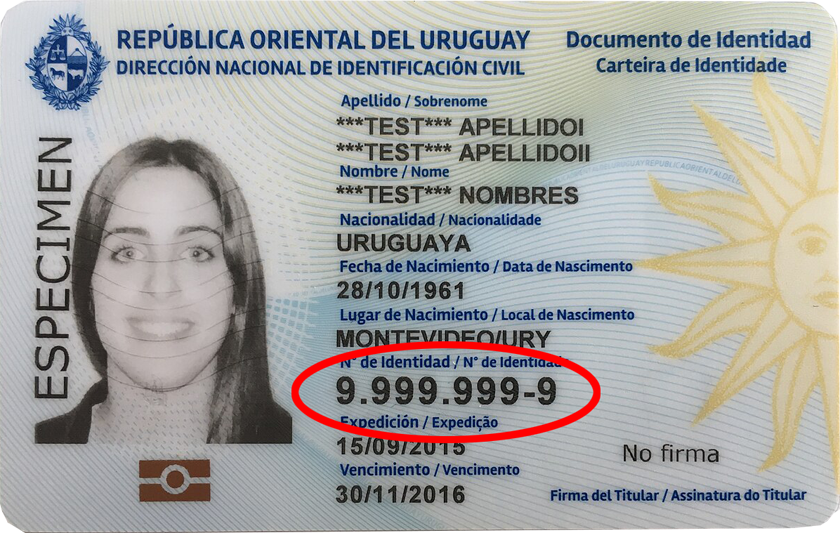 REPÚBLICA ORIENTAL DEL URUGUAY
DIRECCIÓN NACIONAL DE IDENTIFICACIÓN CIVIL
Documento de Identidad
Carteira de Identidade
ESPECIMEN
Apellido / Sobrenome
***TEST*** APELLIDOI
***TEST*** APELLIDOII
Nombre / Nome
***TEST*** NOMBRES
Nacionalidad / Nacionalidade
URUGUAYA
Fecha de Nacimiento / Data de Nascimento
28/10/1961
Lugar de Nacimiento / Local de Nascimento
MONTEVIDEO/URY
N° de Identidad / N° de Identidade
9.999.999-9
Expedición / Expedição
15/09/2015
Vencimiento / Vencimento
30/11/2016
No firma
Firma del Titular / Assinatura do Titular